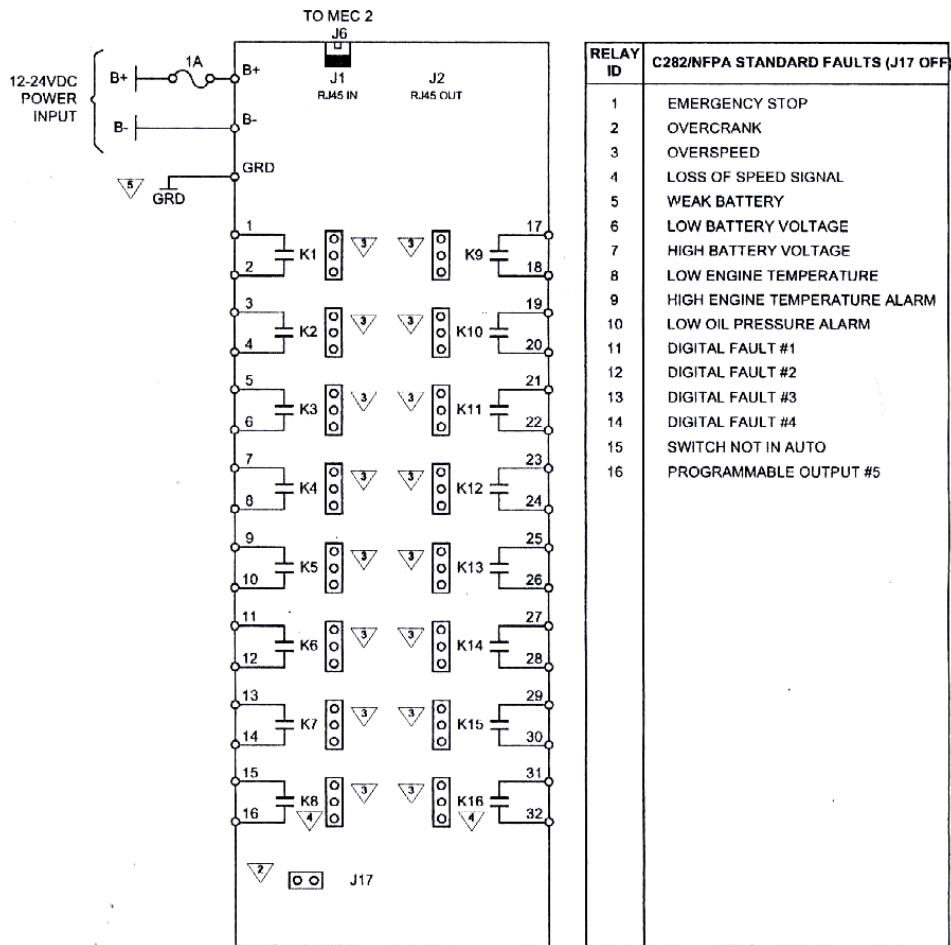 TO MEC 2
J6
12-24VDC
POWER
INPUT
B+
1A
B+
B-
B-
GRD
5
GRD
J1
RJ45 IN
J2
RJ45 OUT
1
K1
3
3
K9
17
2
18
3
K2
3
3
K10
19
4
20
5
K3
3
3
K11
21
6
22
7
K4
3
3
K12
23
8
24
9
K5
3
3
K13
25
10
26
11
K6
3
3
K14
27
12
28
13
K7
3
3
K15
29
14
30
15
K8
3
3
K16
31
16
4
4
32
2
J17
RELAY
ID
C282/NFPA STANDARD FAULTS (J17 OFF)
1 EMERGENCY STOP
2 OVERCRANK
3 OVERSPEED
4 LOSS OF SPEED SIGNAL
5 WEAK BATTERY
6 LOW BATTERY VOLTAGE
7 HIGH BATTERY VOLTAGE
8 LOW ENGINE TEMPERATURE
9 HIGH ENGINE TEMPERATURE ALARM
10 LOW OIL PRESSURE ALARM
11 DIGITAL FAULT #1
12 DIGITAL FAULT #2
13 DIGITAL FAULT #3
14 DIGITAL FAULT #4
15 SWITCH NOT IN AUTO
16 PROGRAMMABLE OUTPUT #5